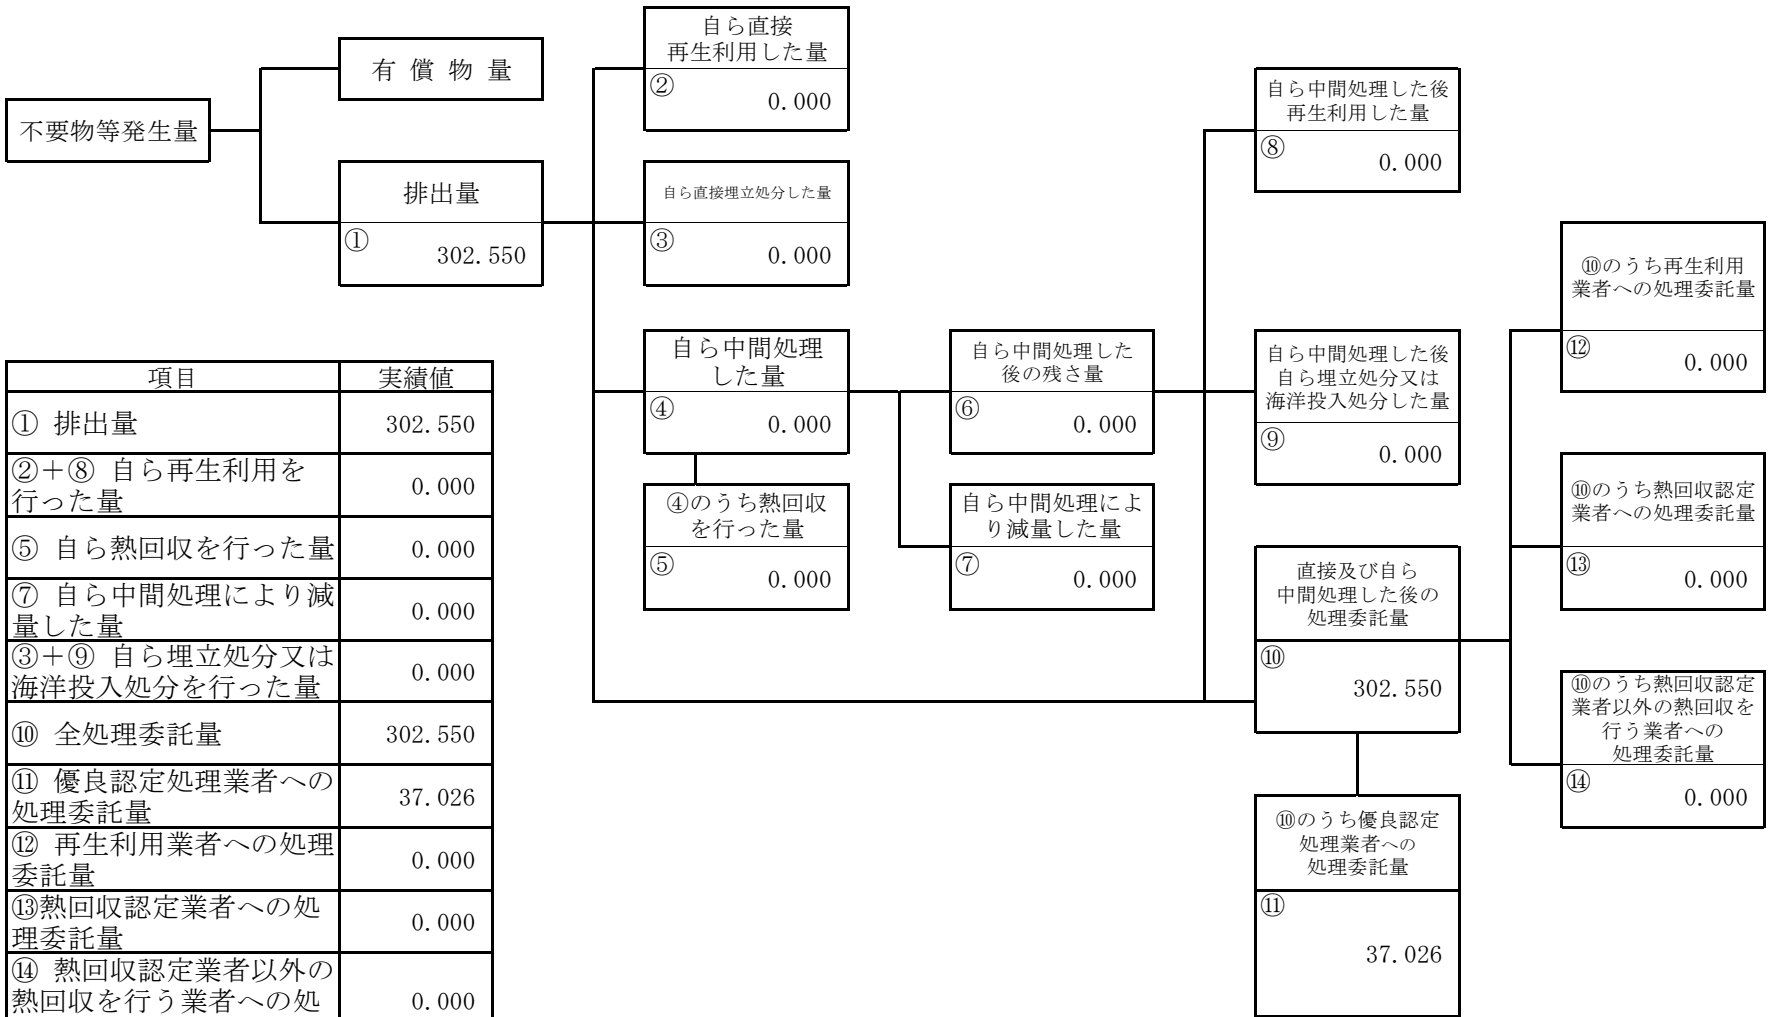 不要物等発生量
有 償 物 量
排出量
① 302.550
自ら直接
再生利用した量
② 0.000
自ら直接埋立処分した量
③ 0.000
自ら中間処理
した量
④ 0.000
④のうち熱回収
を行った量
⑤ 0.000
自ら中間処理した
後の残さ量
⑥ 0.000
自ら中間処理によ
り減量した量
⑦ 0.000
自ら中間処理した後
再生利用した量
⑧ 0.000
自ら中間処理した後
自ら埋立処分又は
海洋投入処分した量
⑨ 0.000
直接及び自ら
中間処理した後の
処理委託量
⑩ 302.550
⑩のうち優良認定
処理業者への
処理委託量
⑪ 37.026
⑩のうち再生利用
業者への処理委託量
⑫ 0.000
⑩のうち熱回収認定
業者への処理委託量
⑬ 0.000
⑩のうち熱回収認定
業者以外の熱回収を
行う業者への
処理委託量
⑭ 0.000
項目 実績値
① 排出量 302.550
②+⑧ 自ら再生利用を
行った量 0.000
⑤ 自ら熱回収を行った量 0.000
⑦ 自ら中間処理により減
量した量 0.000
③+⑨ 自ら埋立処分又は
海洋投入処分を行った量 0.000
⑩ 全処理委託量 302.550
⑪ 優良認定処理業者への
処理委託量 37.026
⑫ 再生利用業者への処理
委託量 0.000
⑬熱回収認定業者への処
理委託量 0.000
⑭ 熱回収認定業者以外の
熱回収を行う業者への処 0.000